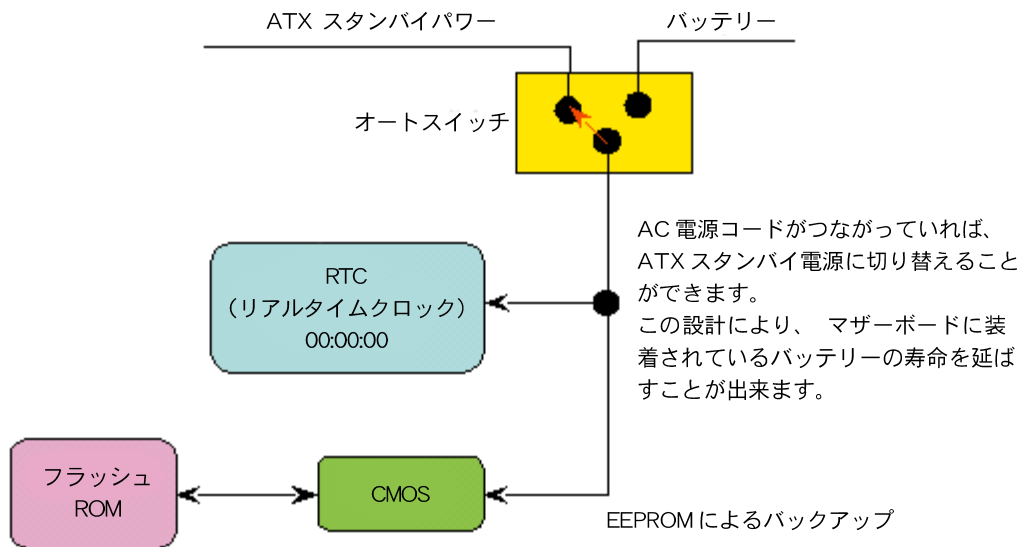 ATX スタンバイパワー
バッテリー
オートスイッチ
AC 電源コードがつながっていれば、
ATX スタンバイ電源に切り替えること
ができます。
この設計により、 マザーボードに装
着されているバッテリーの寿命を延ば
すことが出来ます。
RTC
（リアルタイムクロック）
00:00:00
フラッシュ
ROM
CMOS
EEPROM によるバックアップ